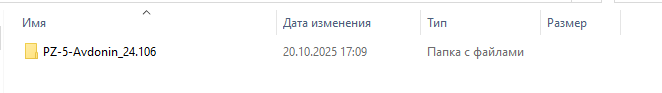 Имя Дата изменения Тип Размер
PZ-5-Avdonin_24.106 20.10.2025 17:09 Папка с файлами